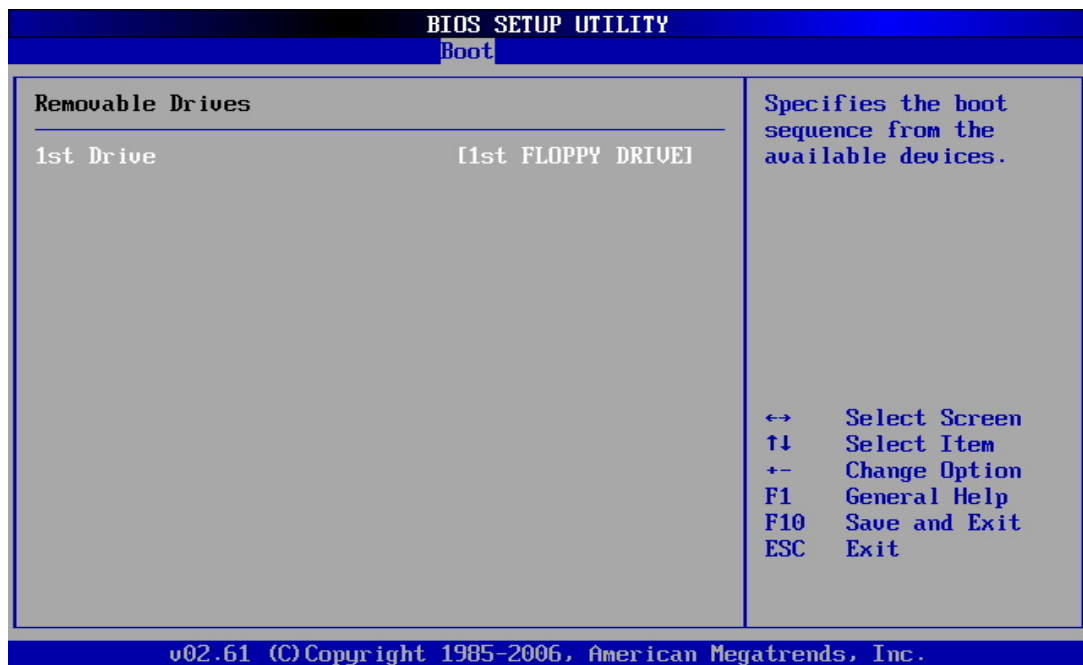 BIOS SETUP UTILITY
Boot
Removable Drives
1st Drive [1st FLOPPY DRIVE]
Specifies the boot
sequence from the
available devices.
←→ Select Screen
↑↓ Select Item
+- Change Option
F1 General Help
F10 Save and Exit
ESC Exit
v02.61 (C)Copyright 1985-2006, American Megatrends, Inc.